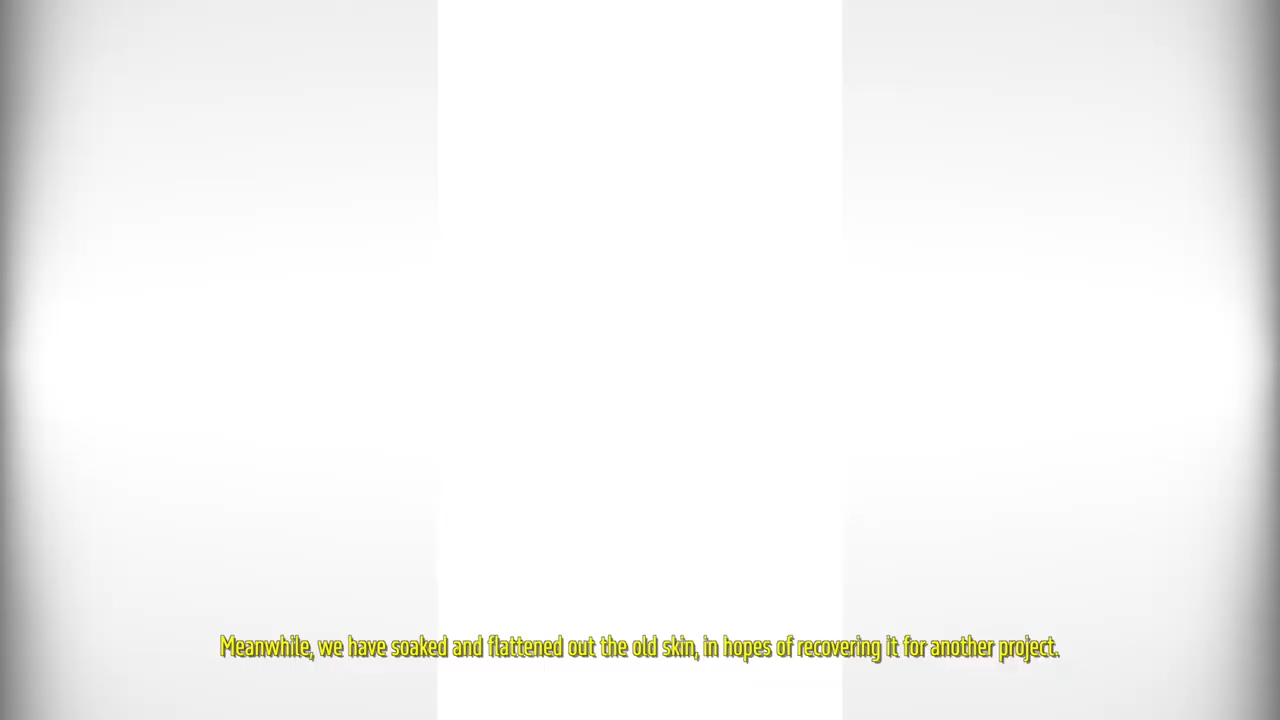 Meanwhile, we have soaked and flattened out the old skin, in hopes of recovering it for another project.